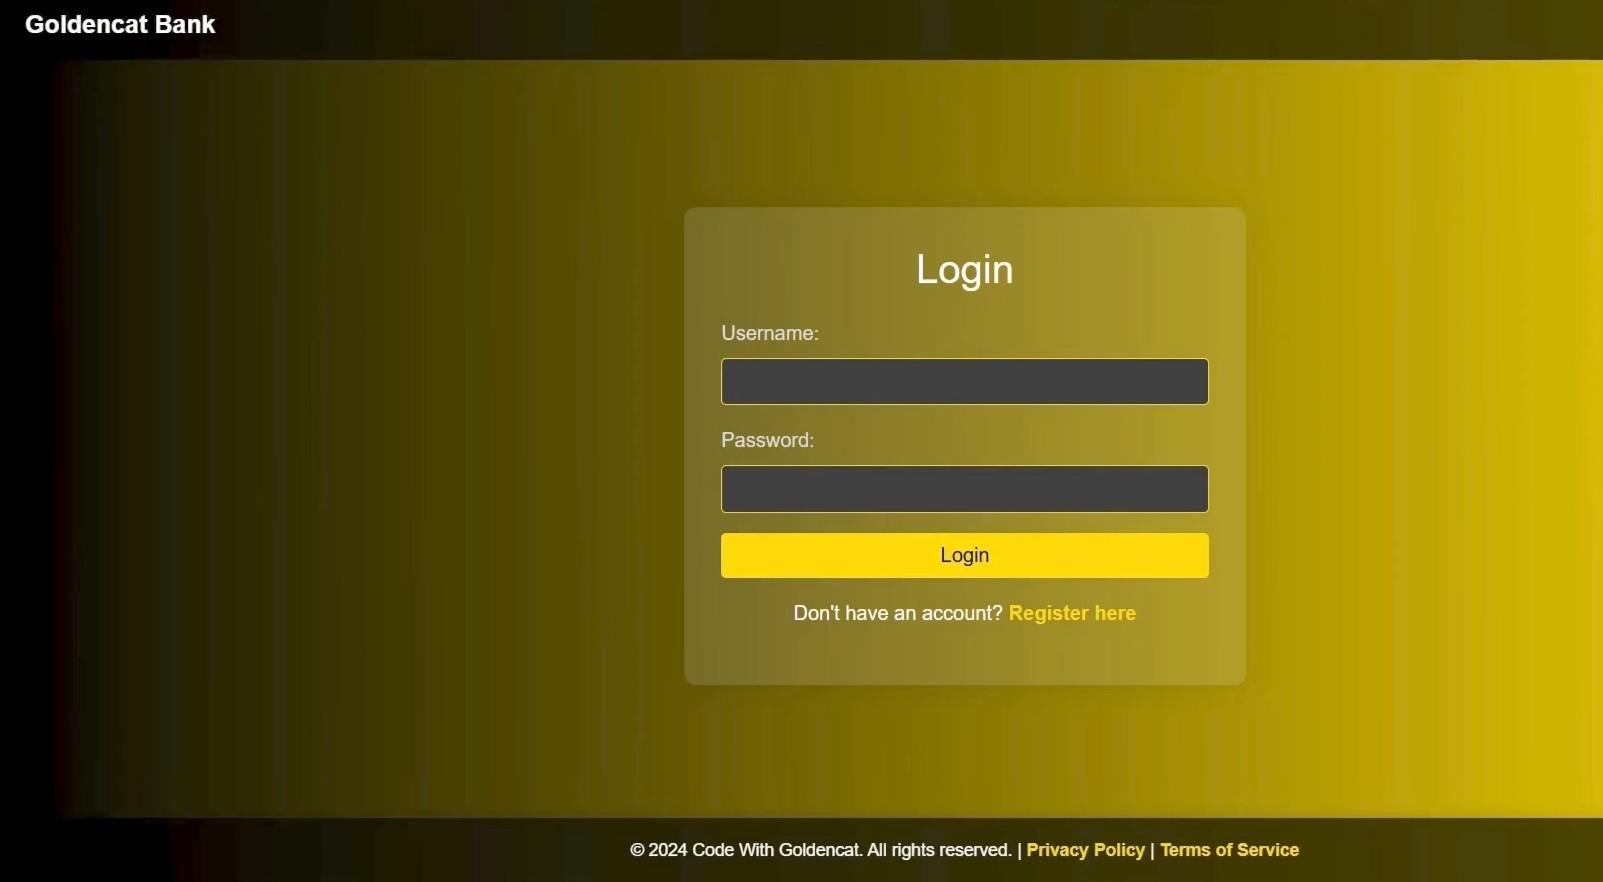 Goldencat Bank
Login
Username:
Password:
Login
Don't have an account? Register here
© 2024 Code With Goldencat. All rights reserved. | Privacy Policy | Terms of Service